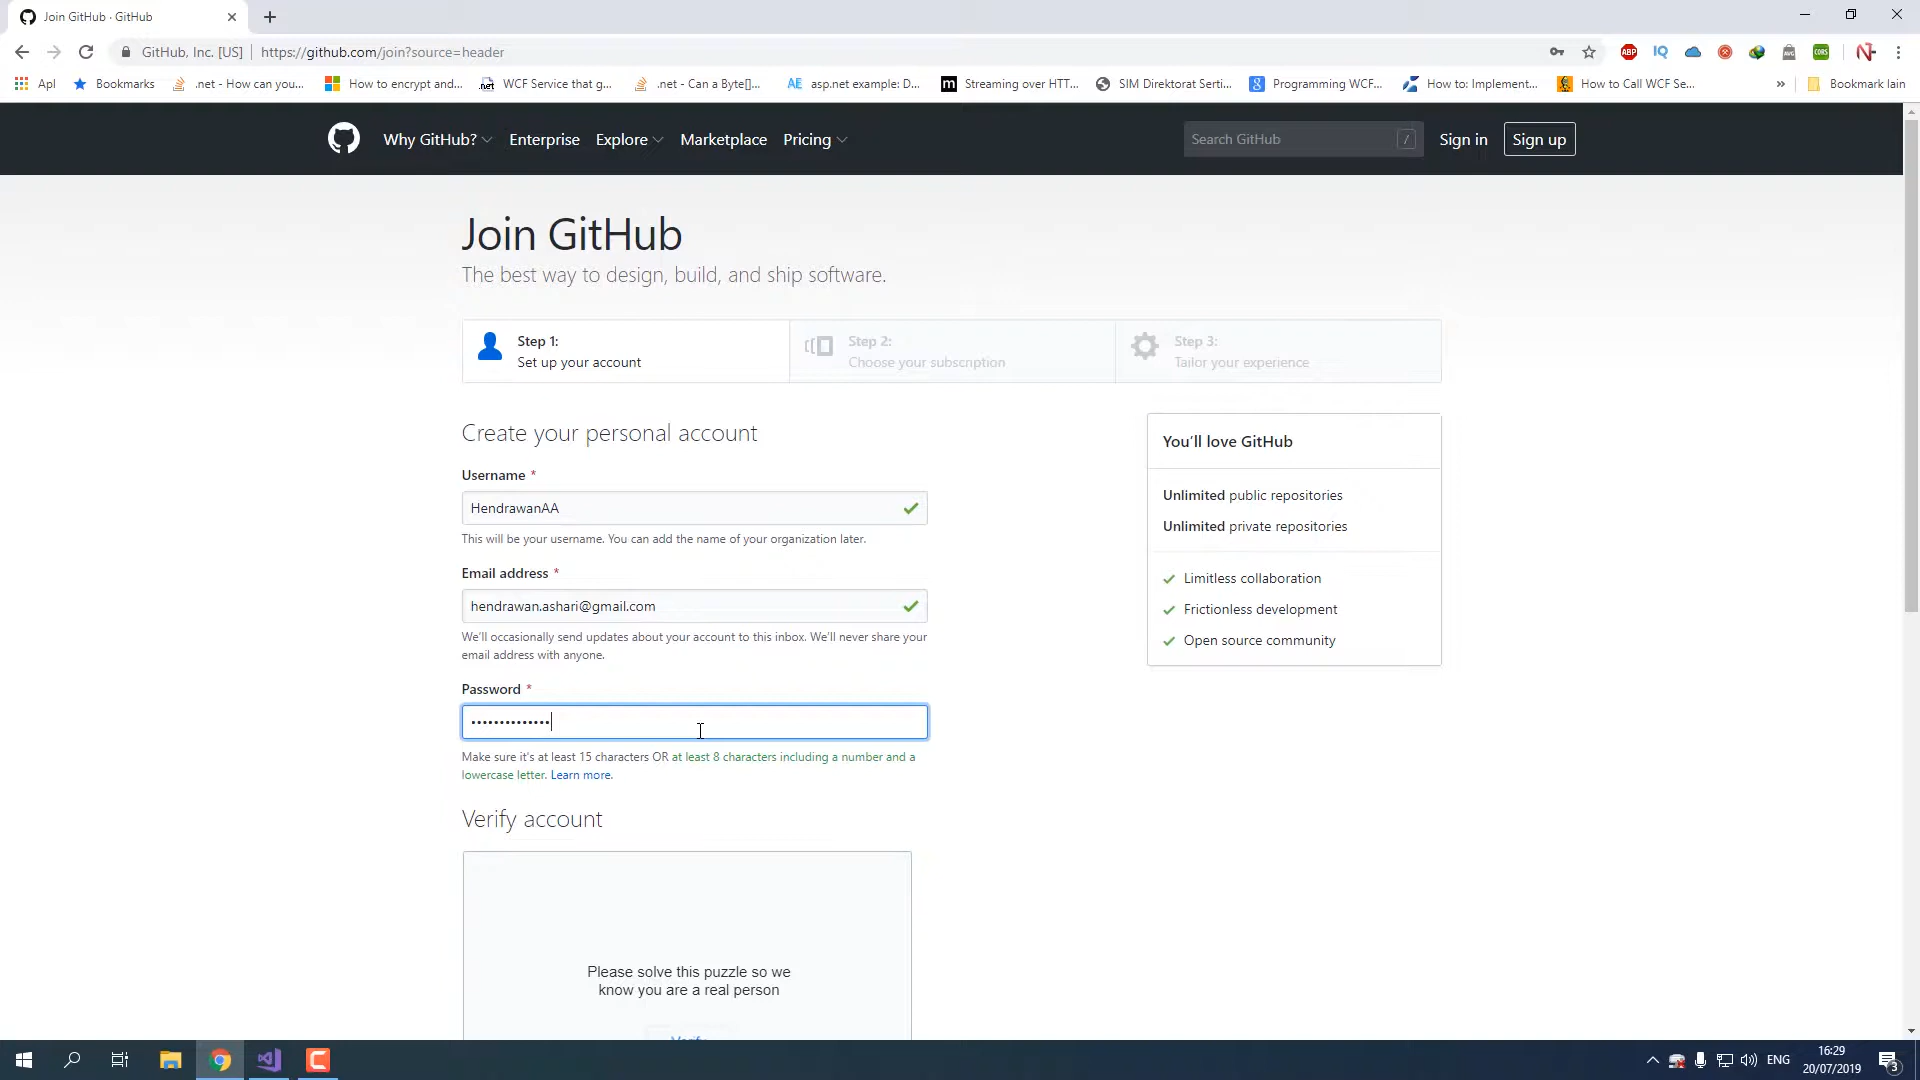 Join GitHub · GitHub
GitHub, Inc. [US] https://github.com/join?source=header
ABP IQ AVG CORS
Apl Bookmarks .net - How can you... How to encrypt and... .net WCF Service that g... .net - Can a Byte[]... AE asp.net example: D... m Streaming over HTT... SIM Direktorat Serti... 8 Programming WCF... How to: Implement... How to Call WCF Se... » Bookmark lain
Why GitHub? Enterprise Explore Marketplace Pricing Search GitHub / Sign in Sign up
Join GitHub
The best way to design, build, and ship software.
Step 1:
Set up your account
Step 2:
Choose your subscription
Step 3:
Tailor your experience
Create your personal account
Username *
HendrawanAA
This will be your username. You can add the name of your organization later.
Email address *
hendrawan.ashari@gmail.com
We'll occasionally send updates about your account to this inbox. We'll never share your
email address with anyone.
Password *
••••••••••••••
Make sure it's at least 15 characters OR at least 8 characters including a number and a
lowercase letter. Learn more.
Verify account
Please solve this puzzle so we
know you are a real person
You'll love GitHub
Unlimited public repositories
Unlimited private repositories
Limitless collaboration
Frictionless development
Open source community
ENG
16:29
20/07/2019
3